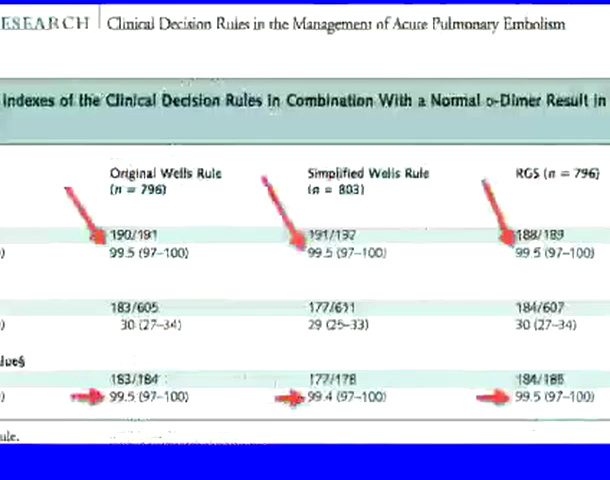 ESEARCH Clinical Decision Rules in the Management of Acute Pulmonary Embolism
Indexes of the Clinical Decision Rules in Combination With a Normal D-Dimer Result in
Original Wells Rule Simplified Wells Rule RGS (n = 796)
(n = 796) (n = 803)
190/191 191/192 188/189
) 99.5 (97–100) 99.5 (97–100) 99.5 (97–100)
183/605 177/611 184/607
) 30 (27–34) 29 (25–33) 30 (27–34)
lue§
183/184 177/178 184/185
) 99.5 (97–100) 99.4 (97–100) 99.5 (97–100)
ule.